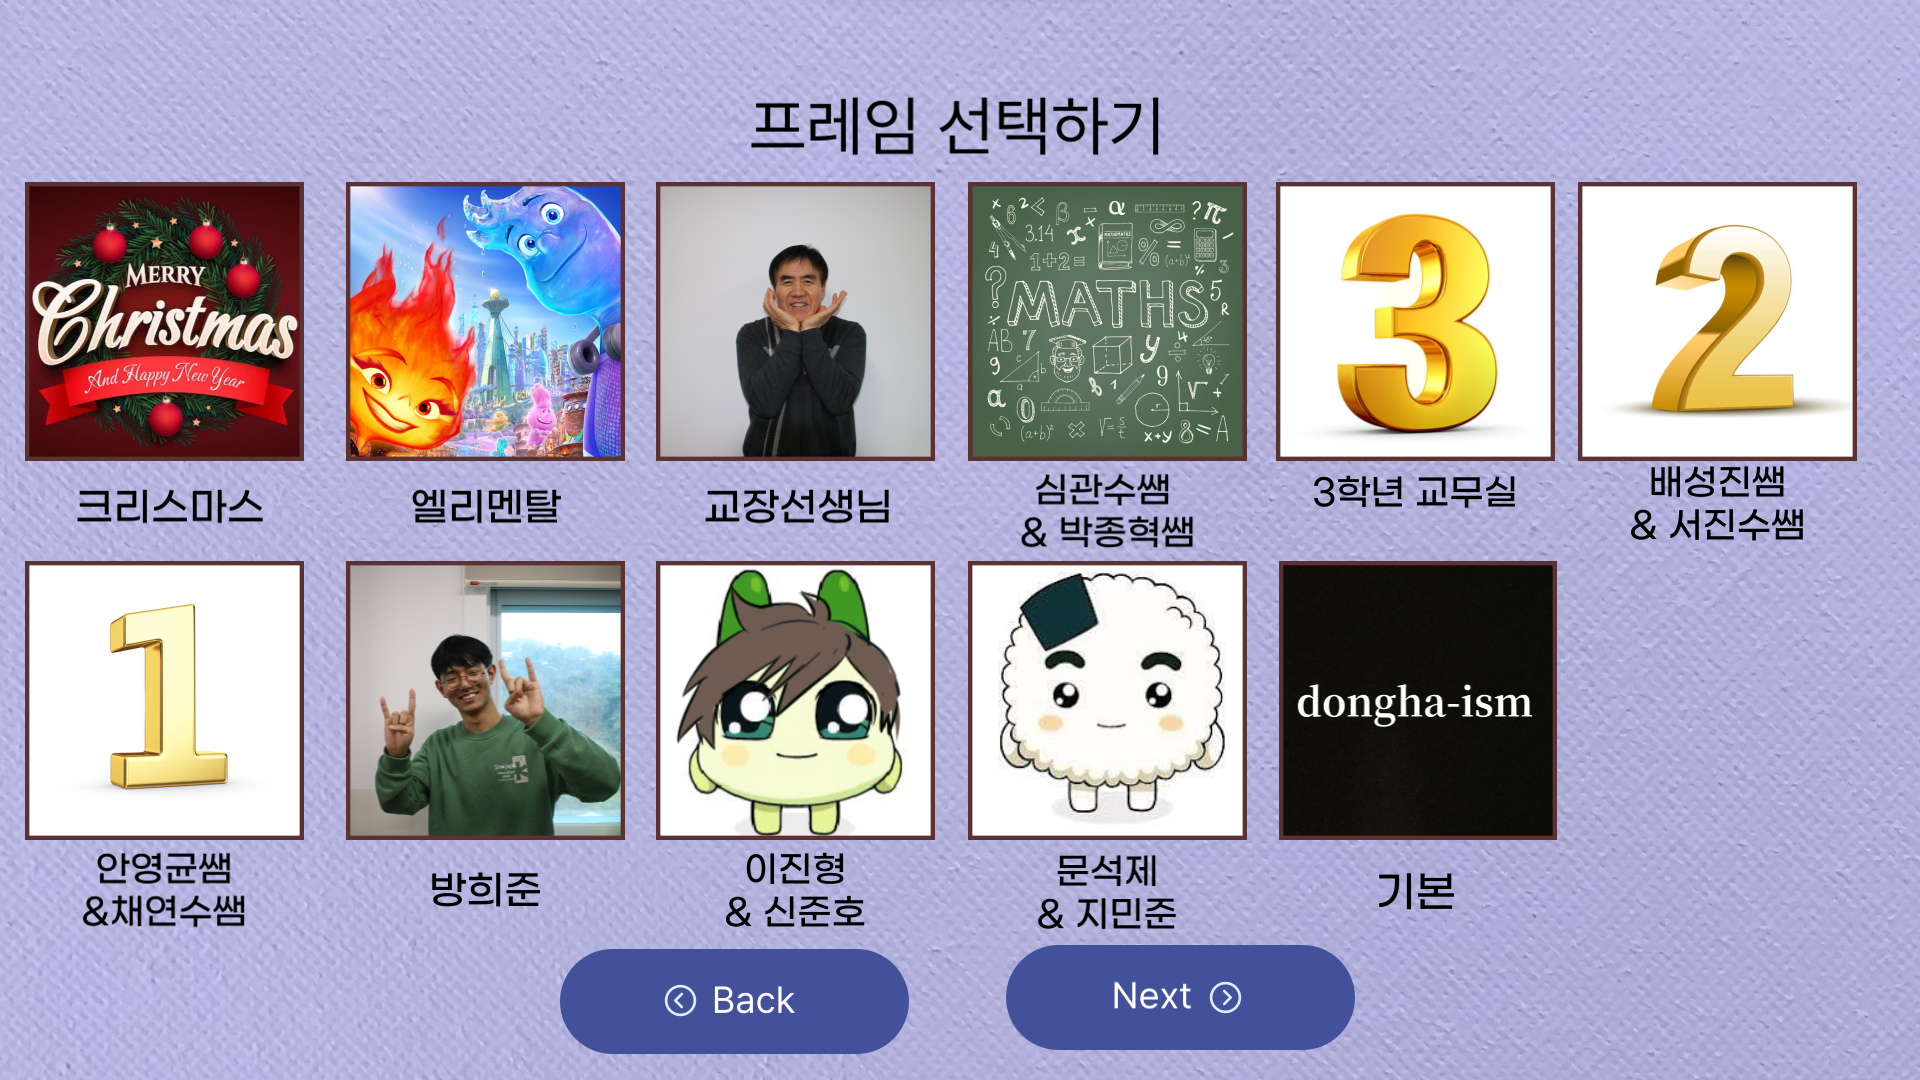 프레임 선택하기
MERRY
Christmas
And Happy New Year
MATHS
3.14
1+2=
3
2
크리스마스
엘리멘탈
교장선생님
심관수쌤
& 박종혁쌤
3학년 교무실
배성진쌤
& 서진수쌤
1
dongha-ism
안영균쌤
&채연수쌤
방희준
이진형
& 신준호
문석제
& 지민준
기본
Back
Next